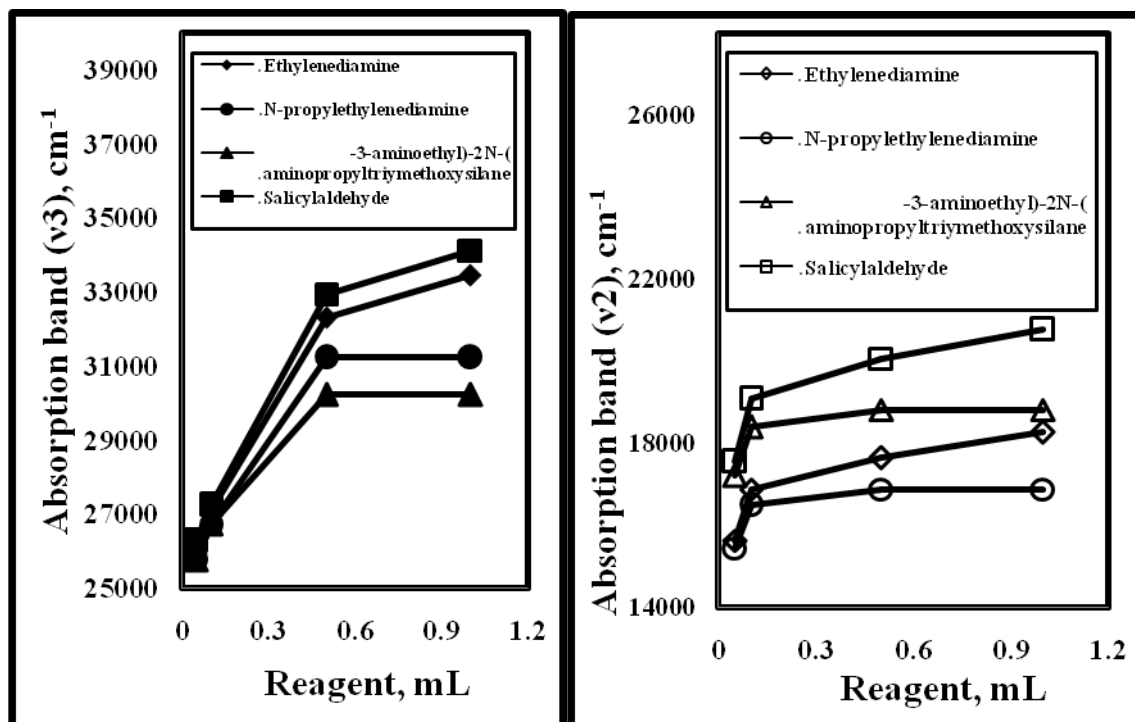 Absorption band (v3), cm-1
39000
37000
35000
33000
31000
29000
27000
25000
.Ethylenediamine
.N-propylethylenediamine
-3-aminoethyl)-2N-(
aminopropyltriymethoxysilane
.Salicylaldehyde
0 0.3 0.6 0.9 1.2
Reagent, mL
Absorption band (v2), cm-1
26000
22000
18000
14000
.Ethylenediamine
.N-propylethylenediamine
-3-aminoethyl)-2N-(
.aminopropyltriymethoxysilane
.Salicylaldehyde
0 0.3 0.6 0.9 1.2
Reagent, mL